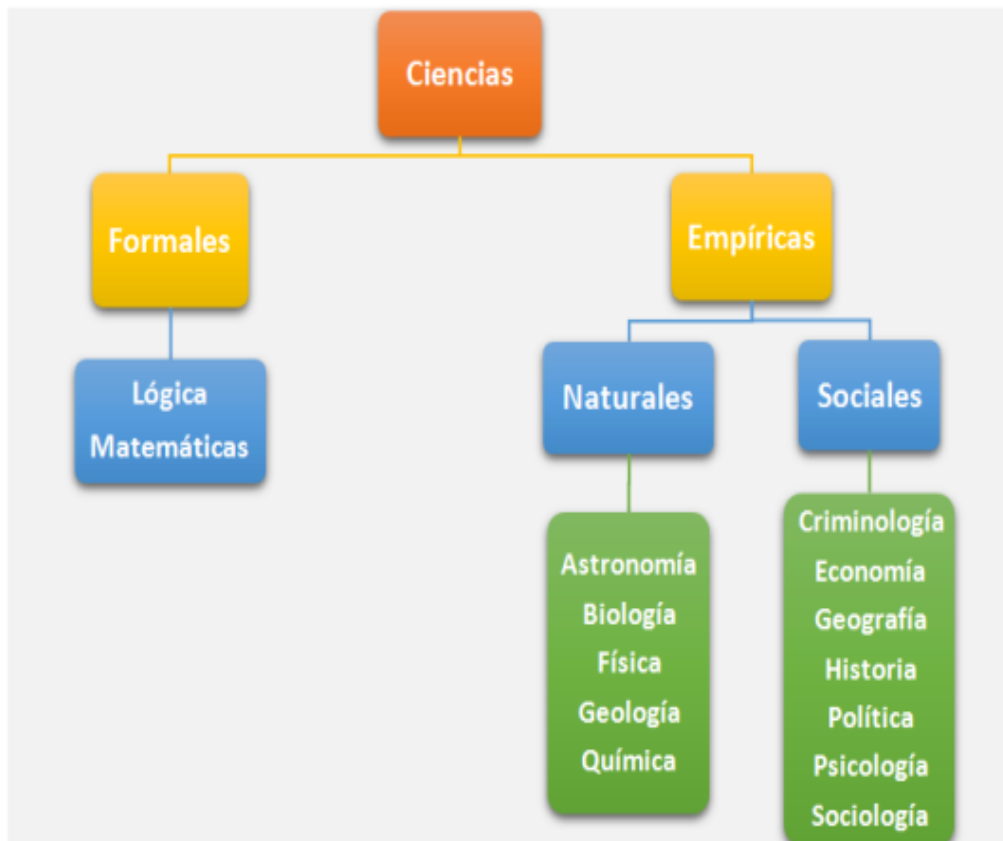 Ciencias
Formales
Empíricas
Lógica
Matemáticas
Naturales
Sociales
Astronomía
Biología
Física
Geología
Química
Criminología
Economía
Geografía
Historia
Política
Psicología
Sociología